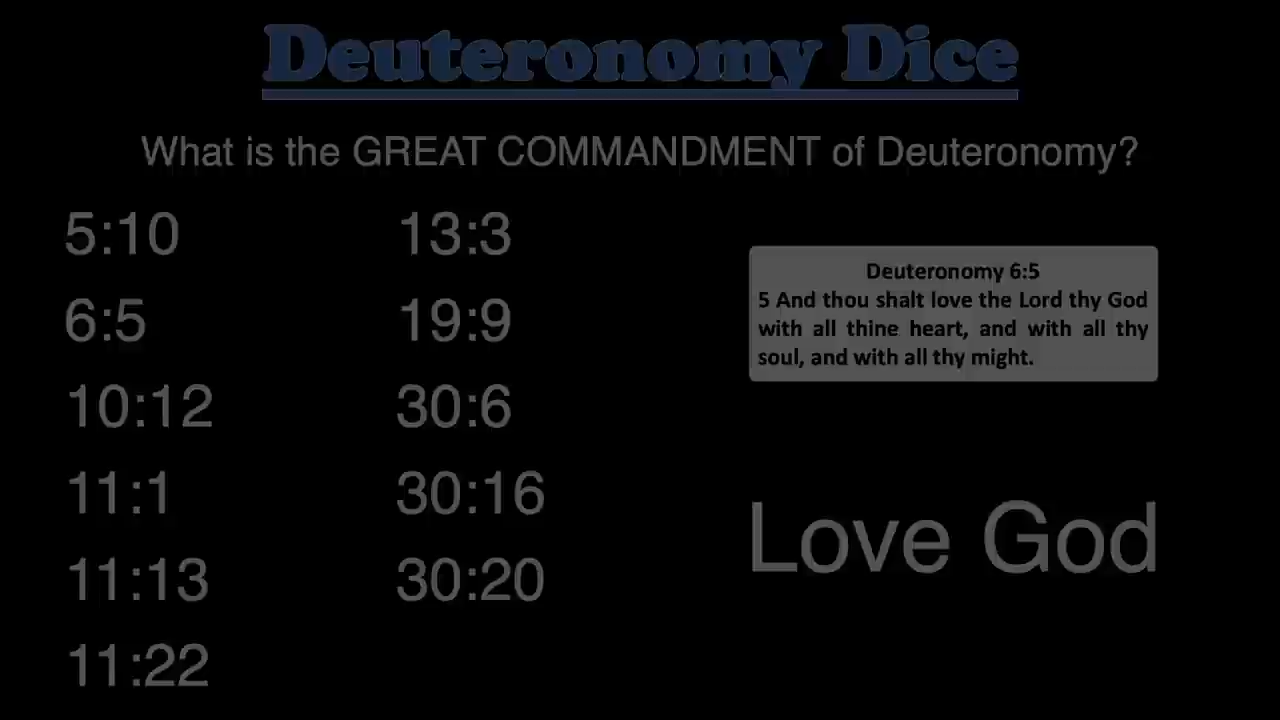 Deuteronomy Dice
What is the GREAT COMMANDMENT of Deuteronomy?
5:10
6:5
10:12
11:1
11:13
11:22
13:3
19:9
30:6
30:16
30:20
Deuteronomy 6:5
5 And thou shalt love the Lord thy God
with all thine heart, and with all thy
soul, and with all thy might.
Love God